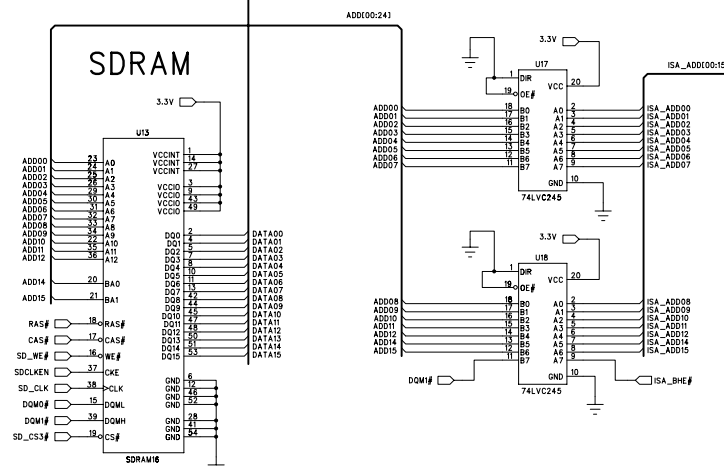 ADD[00:24]
SDRAM
3.3V
U13
ADD00 23 A0
ADD01 24 A1
ADD02 25 A2
ADD03 26 A3
ADD04 29 A4
ADD05 30 A5
ADD06 31 A6
ADD07 32 A7
ADD08 33 A8
ADD09 34 A9
ADD10 22 A10
ADD11 35 A11
ADD12 36 A12
ADD14 20 BA0
ADD15 21 BA1
RAS# 18 RAS#
CAS# 17 CAS#
SD_WE# 16 WE#
SDCLKEN 37 CKE
SD_CLK 38 CLK
DQM0# 15 DQML
DQM1# 39 DQMH
SD_CS3# 19 CS#
VCCINT 1
VCCINT 14
VCCINT 27
VCCIO 3
VCCIO 9
VCCIO 43
VCCIO 49
DQ0 2 DATA00
DQ1 4 DATA01
DQ2 5 DATA02
DQ3 7 DATA03
DQ4 8 DATA04
DQ5 10 DATA05
DQ6 11 DATA06
DQ7 13 DATA07
DQ8 42 DATA08
DQ9 44 DATA09
DQ10 45 DATA10
DQ11 47 DATA11
DQ12 48 DATA12
DQ13 50 DATA13
DQ14 51 DATA14
DQ15 53 DATA15
GND 6
GND 12
GND 46
GND 52
GND 28
GND 41
GND 54
SDRAM16
3.3V
U17
ISA_ADD[00:15
1 DIR
VCC 20
19 OE#
ADD00 18 B0 A0 2 ISA_ADD00
ADD01 17 B1 A1 3 ISA_ADD01
ADD02 16 B2 A2 4 ISA_ADD02
ADD03 15 B3 A3 5 ISA_ADD03
ADD04 14 B4 A4 6 ISA_ADD04
ADD05 13 B5 A5 7 ISA_ADD05
ADD06 12 B6 A6 8 ISA_ADD06
ADD07 11 B7 A7 9 ISA_ADD07
GND 10
74LVC245
3.3V
U18
1 DIR
VCC 20
19 OE#
ADD08 18 B0 A0 2 ISA_ADD08
ADD09 17 B1 A1 3 ISA_ADD09
ADD10 16 B2 A2 4 ISA_ADD10
ADD11 15 B3 A3 5 ISA_ADD11
ADD12 14 B4 A4 6 ISA_ADD12
ADD14 13 B5 A5 7 ISA_ADD14
ADD15 12 B6 A6 8 ISA_ADD15
DQM1# 11 B7 A7 9 ISA_BHE#
GND 10
74LVC245